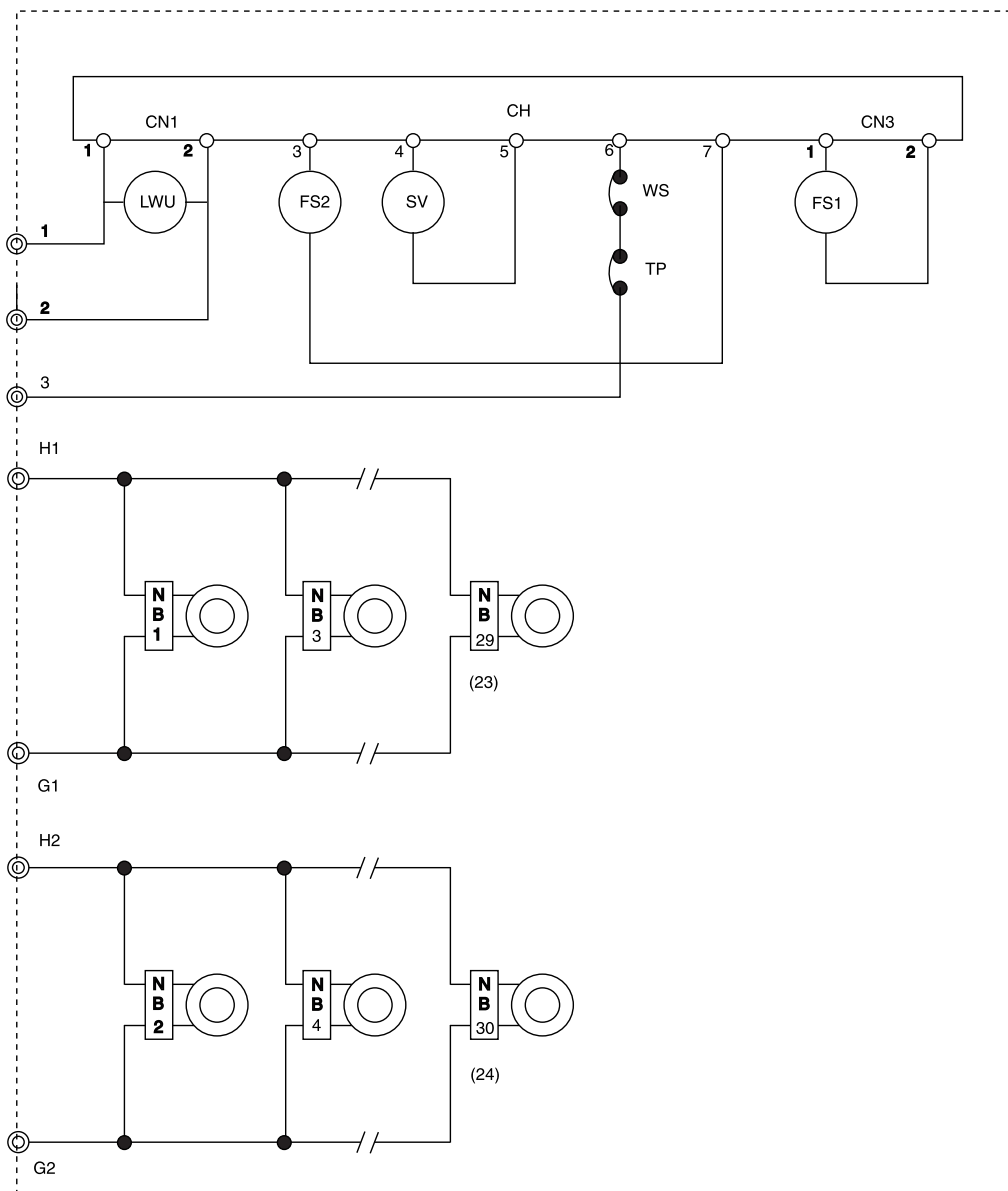 CN1 CH CN3
1 2 3 4 5 6 7 1 2
LWU FS2 SV WS FS1
TP
1
2
3
H1
N B 1
N B 3
N B 29
(23)
G1
H2
N B 2
N B 4
N B 30
(24)
G2